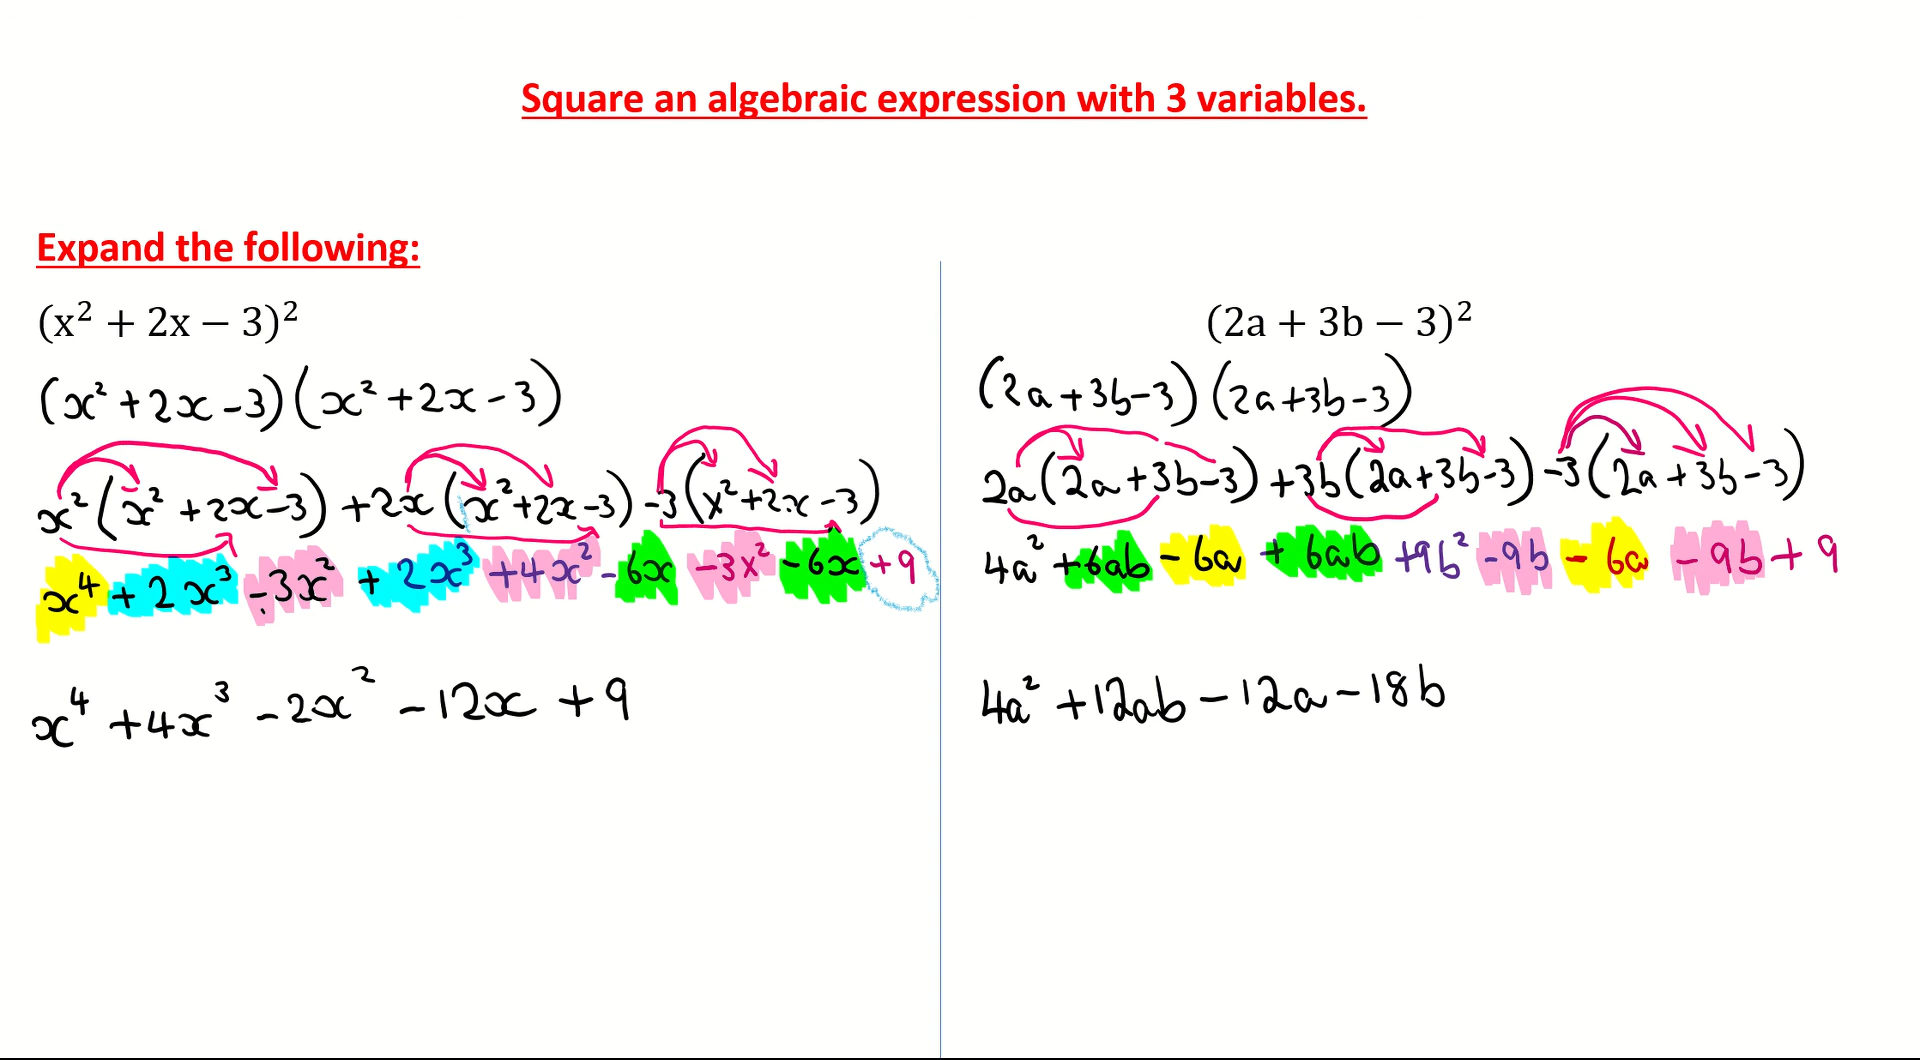 Square an algebraic expression with 3 variables.
Expand the following:
(x² + 2x − 3)²
(x² + 2x - 3)(x² + 2x - 3)
x²(x² + 2x - 3) + 2x(x² + 2x - 3) - 3(x² + 2x - 3)
x⁴ + 2x³ - 3x² + 2x³ + 4x² - 6x - 3x² - 6x + 9
x⁴ + 4x³ - 2x² - 12x + 9
(2a + 3b − 3)²
(2a + 3b - 3)(2a + 3b - 3)
2a(2a + 3b - 3) + 3b(2a + 3b - 3) - 3(2a + 3b - 3)
4a² + 6ab - 6a + 6ab + 9b² - 9b - 6a - 9b + 9
4a² + 12ab - 12a - 18b